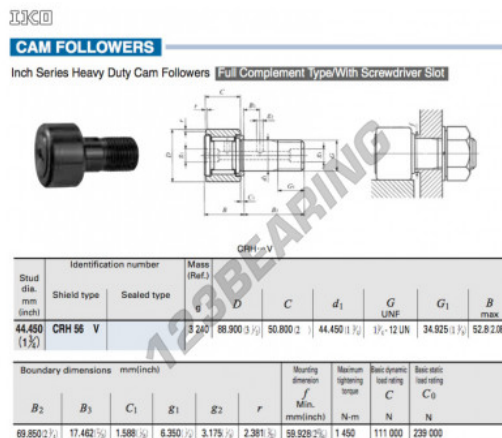 IKO
CAM FOLLOWERS
Inch Series Heavy Duty Cam Followers Full Complement Type/With Screwdriver Slot
CRH···V
123BEARING
Stud dia. mm (inch) Identification number Mass (Ref.) g
Shield type Sealed type D C d1 G UNF G1 B max
44.450 (1 3/4) CRH 56 V 3 240 88.900 50.800 44.450 -12 UN 34.925 52.8
Boundary dimensions mm(inch) Mounting dimension f Min. mm(inch) Maximum tightening torque N-m Basic dynamic load rating C N Basic static load rating C0 N
B2 B3 C1 g1 g2 r
69.850 17.462 1.588 6.350 3.175 2.381 59.928 1 450 111 000 239 000